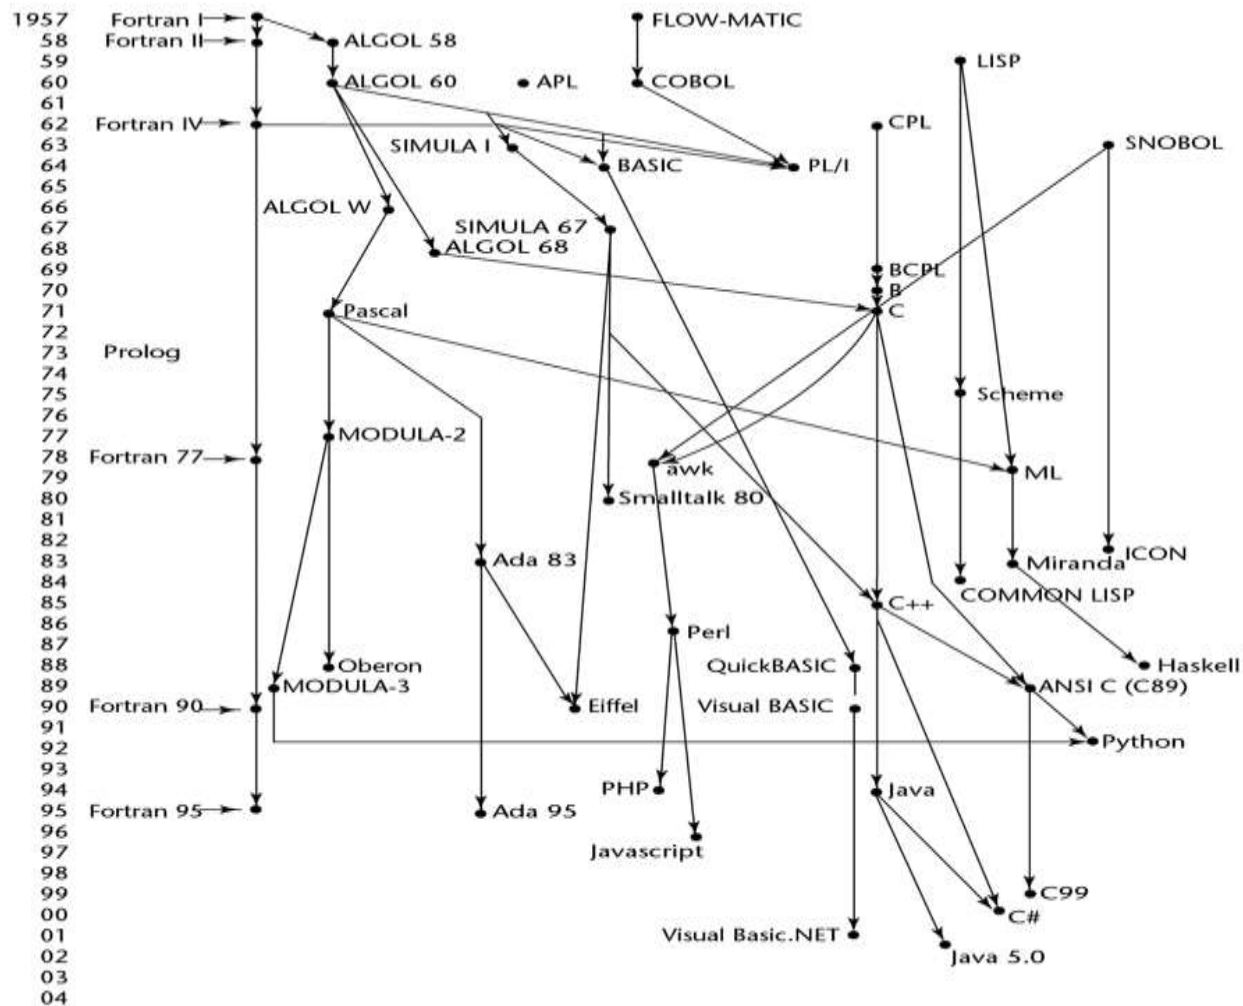 1957 Fortran I FLOW-MATIC
58 Fortran II ALGOL 58
59 LISP
60 ALGOL 60 APL COBOL
61
62 Fortran IV CPL
63 SIMULA I SNOBOL
64 BASIC PL/I
65
66 ALGOL W
67 SIMULA 67
68 ALGOL 68
69 BCPL
70 B
71 Pascal C
72
73 Prolog
74
75 Scheme
76
77 MODULA-2
78 Fortran 77 awk ML
79
80 Smalltalk 80
81
82 ICON
83 Ada 83 Miranda
84 COMMON LISP
85 C++
86 Perl
87
88 Oberon QuickBASIC Haskell
89 MODULA-3 ANSI C (C89)
90 Fortran 90 Eiffel Visual BASIC
91
92 Python
93
94 PHP Java
95 Fortran 95 Ada 95
96
97 Javascript
98
99 C99
00 C#
01 Visual Basic.NET
02 Java 5.0
03
04